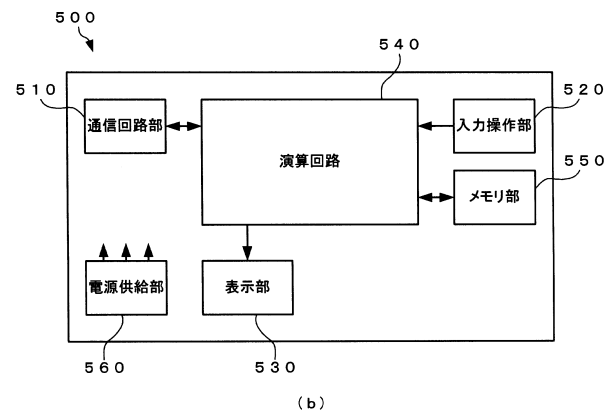 ５００
５４０
５１０
５２０
通信回路部
入力操作部
演算回路
５５０
メモリ部
電源供給部
表示部
５６０
５３０
（ｂ）